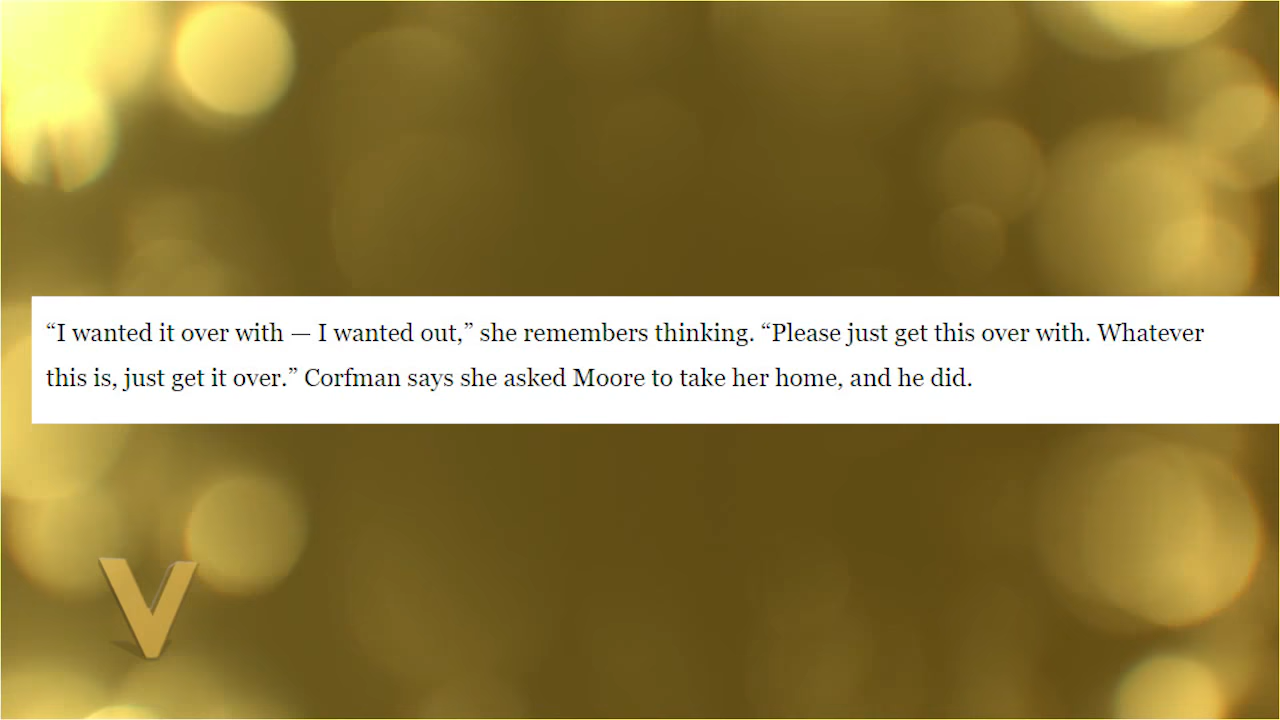 “I wanted it over with — I wanted out,” she remembers thinking. “Please just get this over with. Whatever
this is, just get it over.” Corfman says she asked Moore to take her home, and he did.
V